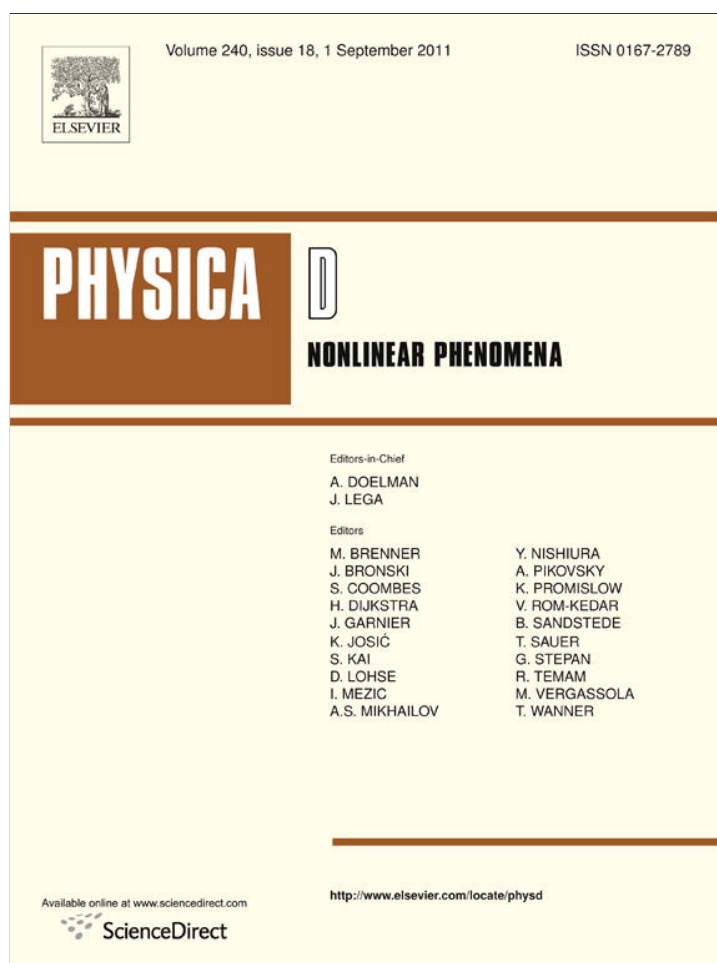 Volume 240, issue 18, 1 September 2011
ISSN 0167-2789
ELSEVIER
PHYSICA D
NONLINEAR PHENOMENA
Editors-in-Chief
A. DOELMAN
J. LEGA
Editors
M. BRENNER
J. BRONSKI
S. COOMBES
H. DIJKSTRA
J. GARNIER
K. JOSIĆ
S. KAI
D. LOHSE
I. MEZIC
A.S. MIKHAILOV
Y. NISHIURA
A. PIKOVSKY
K. PROMISLOW
V. ROM-KEDAR
B. SANDSTEDE
T. SAUER
G. STEPAN
R. TEMAM
M. VERGASSOLA
T. WANNER
Available online at www.sciencedirect.com
ScienceDirect
http://www.elsevier.com/locate/physd